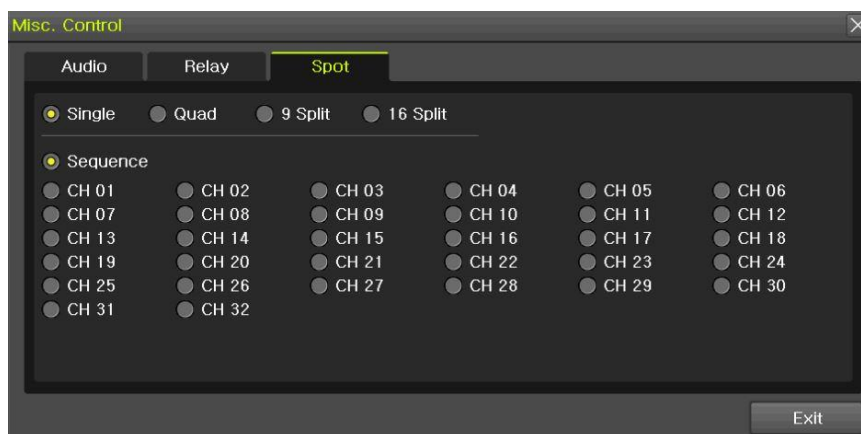 Misc. Control
Audio Relay Spot
Single Quad 9 Split 16 Split
Sequence
CH 01 CH 02 CH 03 CH 04 CH 05 CH 06
CH 07 CH 08 CH 09 CH 10 CH 11 CH 12
CH 13 CH 14 CH 15 CH 16 CH 17 CH 18
CH 19 CH 20 CH 21 CH 22 CH 23 CH 24
CH 25 CH 26 CH 27 CH 28 CH 29 CH 30
CH 31 CH 32
Exit